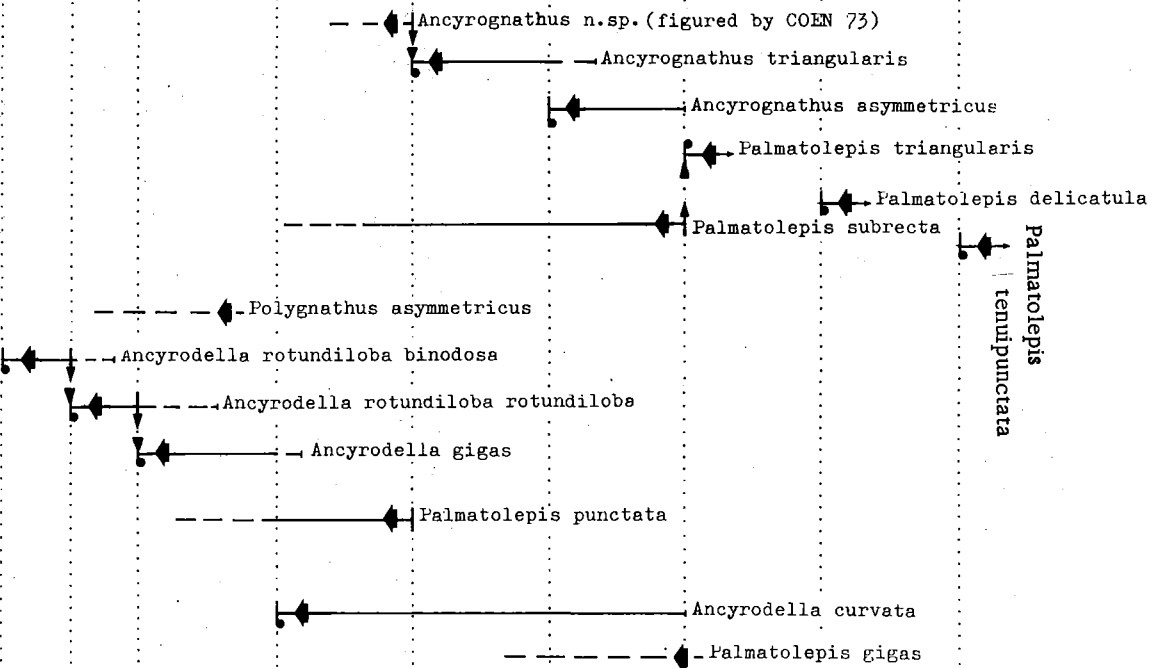 Ancyrognathus n.sp. (figured by COEN 73)
Ancyrognathus triangularis
Ancyrognathus asymmetricus
Palmatolepis triangularis
Palmatolepis delicatula
Palmatolepis subrecta
Palmatolepis
tenuipunctata
Polygnathus asymmetricus
Ancyrodella rotundiloba binodosa
Ancyrodella rotundiloba rotundiloba
Ancyrodella gigas
Palmatolepis punctata
Ancyrodella curvata
Palmatolepis gigas